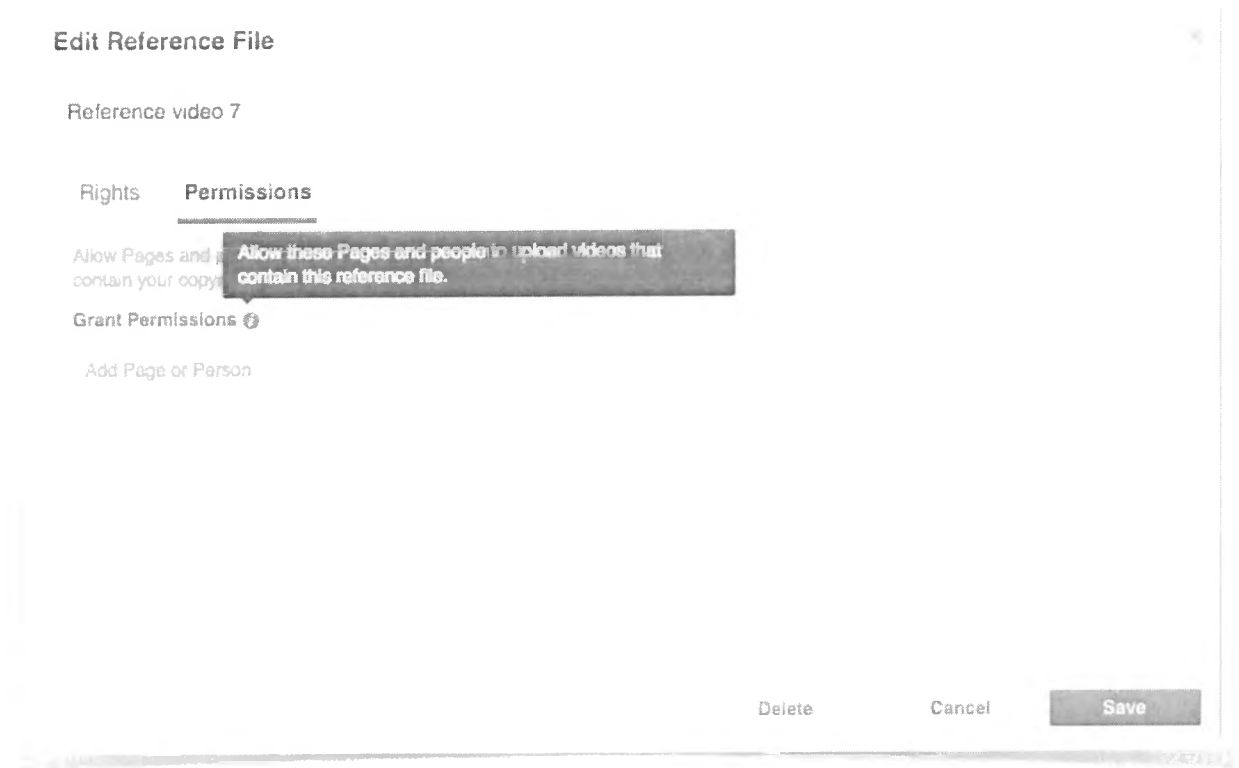 Edit Reference File
Reference video 7
Rights Permissions
Allow Pages and
contain your
Allow these Pages and people to upload videos that
contain this reference file.
Grant Permissions
Add Page or Person
Delete Cancel Save